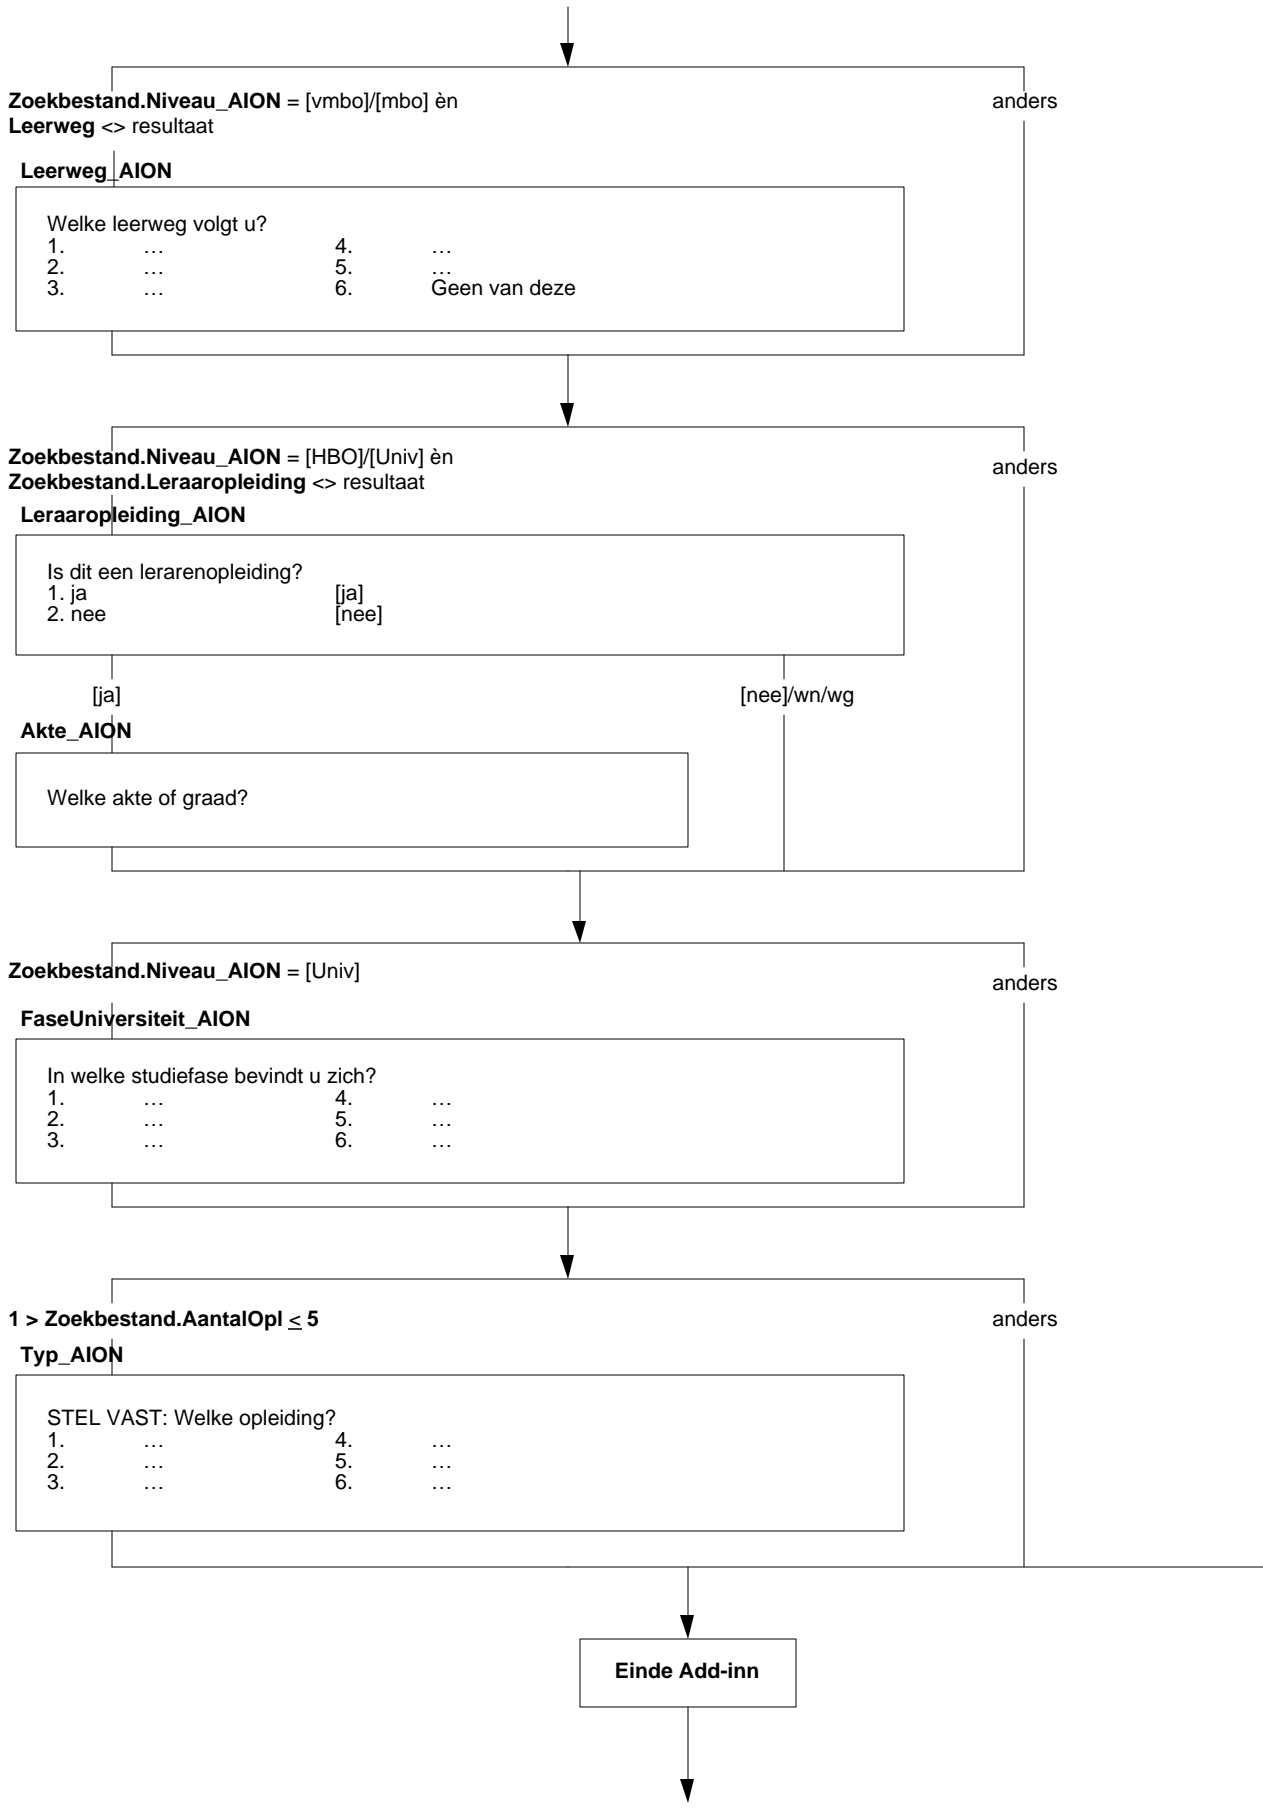 Zoekbestand.Niveau_AION = [vmbo]/[mbo] èn
anders
Leerweg <> resultaat
Leerweg_AION
Welke leerweg volgt u?
1. … 4. …
2. … 5. …
3. … 6. Geen van deze
Zoekbestand.Niveau_AION = [HBO]/[Univ] èn
anders
Zoekbestand.Leraaropleiding <> resultaat
Leraaropleiding_AION
Is dit een lerarenopleiding?
1. ja [ja]
2. nee [nee]
[ja] [nee]/wn/wg
Akte_AION
Welke akte of graad?
Zoekbestand.Niveau_AION = [Univ]
anders
FaseUniversiteit_AION
In welke studiefase bevindt u zich?
1. … 4. …
2. … 5. …
3. … 6. …
1 > Zoekbestand.AantalOpl ≤ 5
anders
Typ_AION
STEL VAST: Welke opleiding?
1. … 4. …
2. … 5. …
3. … 6. …
Einde Add-inn